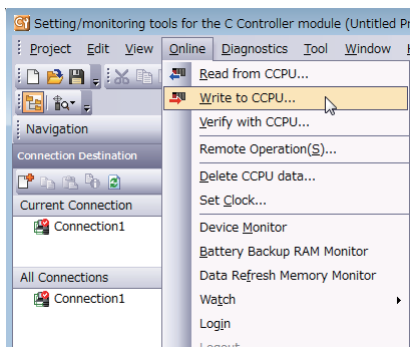 Setting/monitoring tools for the C Controller module (Untitled P
Project Edit View Online Diagnostics Tool Window
Read from CCPU...
Write to CCPU...
Verify with CCPU...
Navigation
Remote Operation(S)...
Connection Destination
Delete CCPU data...
Set Clock...
Current Connection
Connection1
Device Monitor
Battery Backup RAM Monitor
All Connections
Data Refresh Memory Monitor
Connection1
Watch
Login
Logout